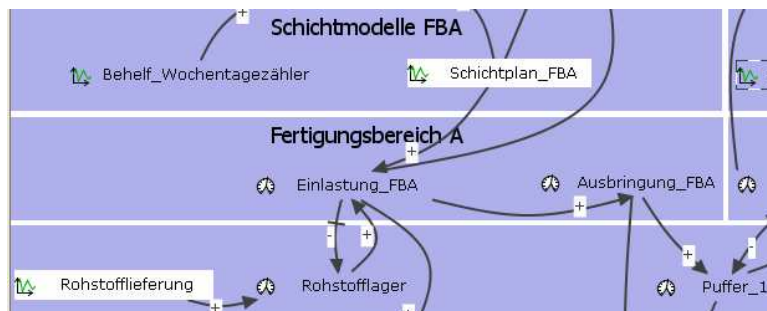 +
Schichtmodelle FBA
Behelf_Wochentagezähler
+
Schichtplan_FBA
Fertigungsbereich A
+
Einlastung_FBA
Ausbringung_FBA
+
-
+
+
-
Rohstofflieferung
Rohstofflager
Puffer_1
+
+